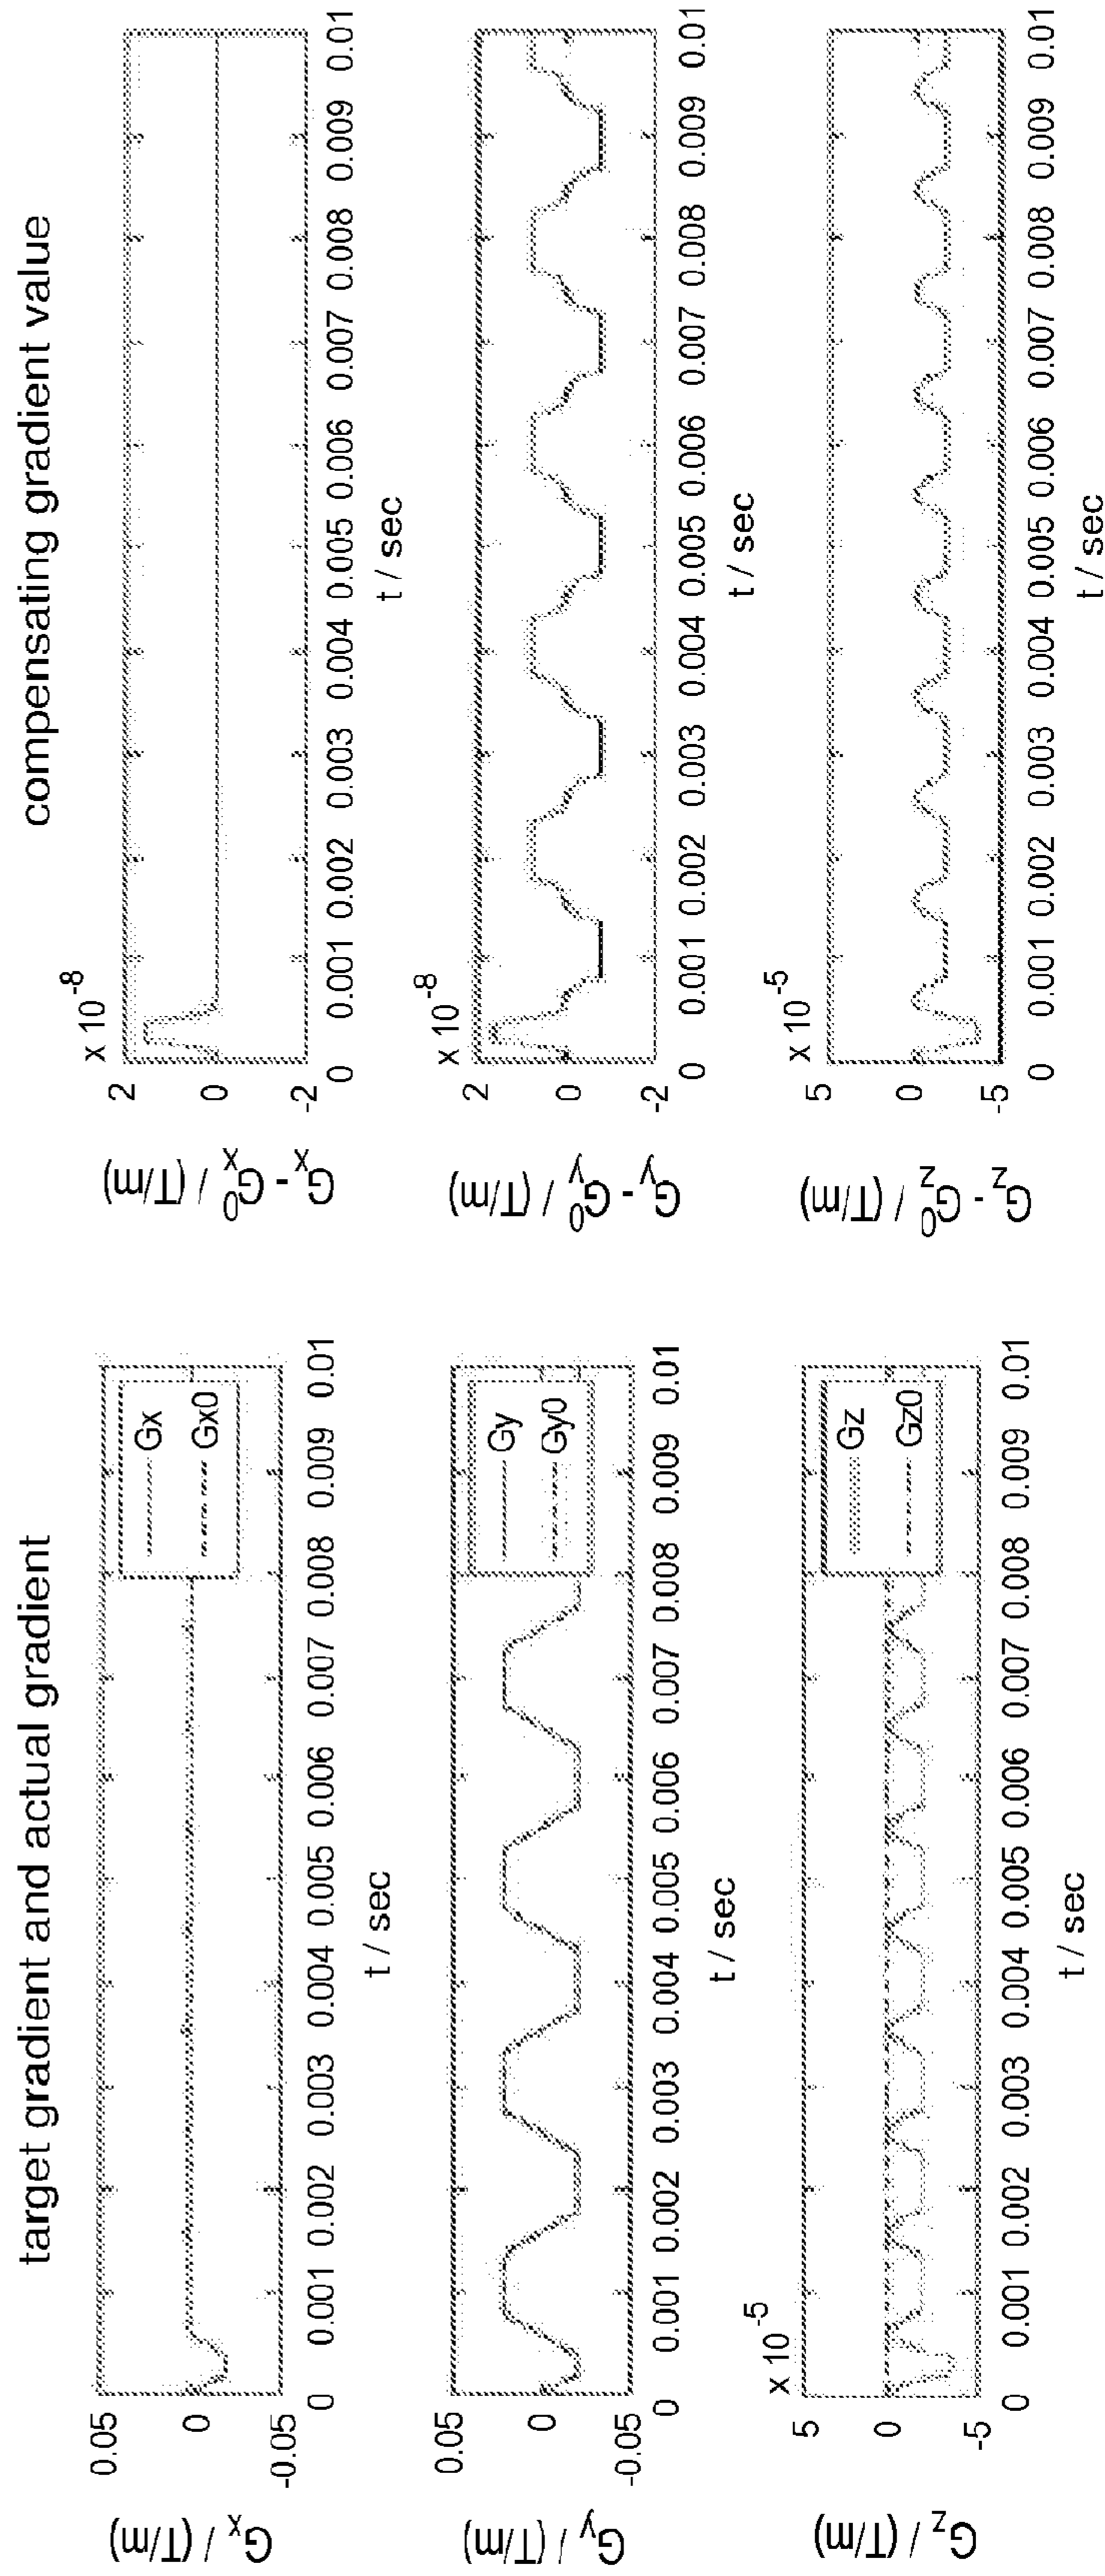 target gradient and actual gradient
0.05
0
-0.05
G x / (T/m)
Gx
Gx0
0 0.001 0.002 0.003 0.004 0.005 0.006 0.007 0.008 0.009 0.01
t / sec
0.05
0
-0.05
G y / (T/m)
Gy
Gy0
0 0.001 0.002 0.003 0.004 0.005 0.006 0.007 0.008 0.009 0.01
t / sec
x 10 -5
5
0
-5
G z / (T/m)
Gz
Gz0
0 0.001 0.002 0.003 0.004 0.005 0.006 0.007 0.008 0.009 0.01
t / sec
compensating gradient value
x 10 -8
2
0
-2
G x - G 0 x / (T/m)
0 0.001 0.002 0.003 0.004 0.005 0.006 0.007 0.008 0.009 0.01
t / sec
x 10 -8
2
0
-2
G y - G 0 y / (T/m)
0 0.001 0.002 0.003 0.004 0.005 0.006 0.007 0.008 0.009 0.01
t / sec
x 10 -5
5
0
-5
G z - G 0 z / (T/m)
0 0.001 0.002 0.003 0.004 0.005 0.006 0.007 0.008 0.009 0.01
t / sec